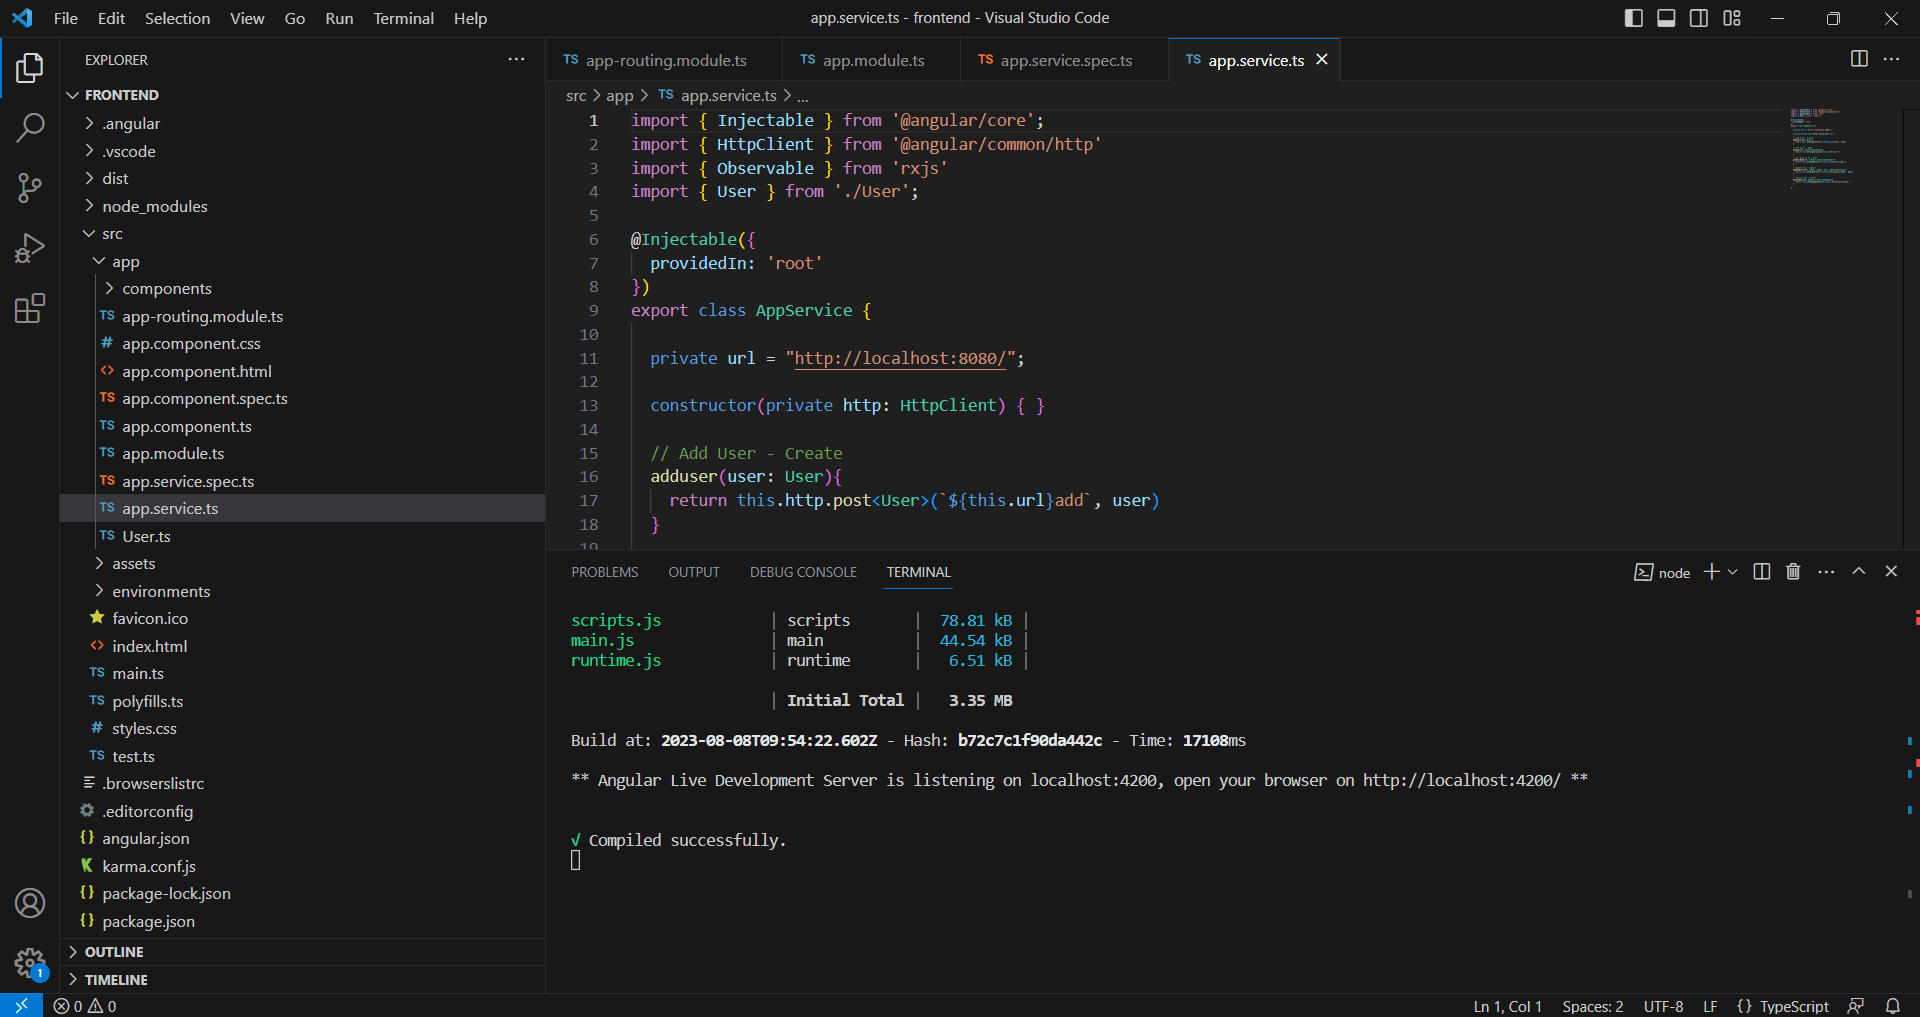 File Edit Selection View Go Run Terminal Help
app.service.ts - frontend - Visual Studio Code
EXPLORER
FRONTEND
.angular
.vscode
dist
node_modules
src
app
components
TS app-routing.module.ts
# app.component.css
<> app.component.html
TS app.component.spec.ts
TS app.component.ts
TS app.module.ts
TS app.service.spec.ts
TS app.service.ts
TS User.ts
assets
environments
favicon.ico
<> index.html
TS main.ts
TS polyfills.ts
# styles.css
TS test.ts
.browserslistrc
.editorconfig
{} angular.json
karma.conf.js
{} package-lock.json
{} package.json
OUTLINE
TIMELINE
1
TS app-routing.module.ts TS app.module.ts TS app.service.spec.ts TS app.service.ts
src > app > TS app.service.ts > ...
1 import { Injectable } from '@angular/core';
2 import { HttpClient } from '@angular/common/http'
3 import { Observable } from 'rxjs'
4 import { User } from './User';
5
6 @Injectable({
7 providedIn: 'root'
8 })
9 export class AppService {
10
11 private url = "http://localhost:8080/";
12
13 constructor(private http: HttpClient) { }
14
15 // Add User - Create
16 adduser(user: User){
17 return this.http.post<User>(`${this.url}add`, user)
18 }
19
PROBLEMS OUTPUT DEBUG CONSOLE TERMINAL
node
scripts.js | scripts | 78.81 kB |
main.js | main | 44.54 kB |
runtime.js | runtime | 6.51 kB |
| Initial Total | 3.35 MB
Build at: 2023-08-08T09:54:22.602Z - Hash: b72c7c1f90da442c - Time: 17108ms
** Angular Live Development Server is listening on localhost:4200, open your browser on http://localhost:4200/ **
√ Compiled successfully.
0 0
Ln 1, Col 1 Spaces: 2 UTF-8 LF {} TypeScript